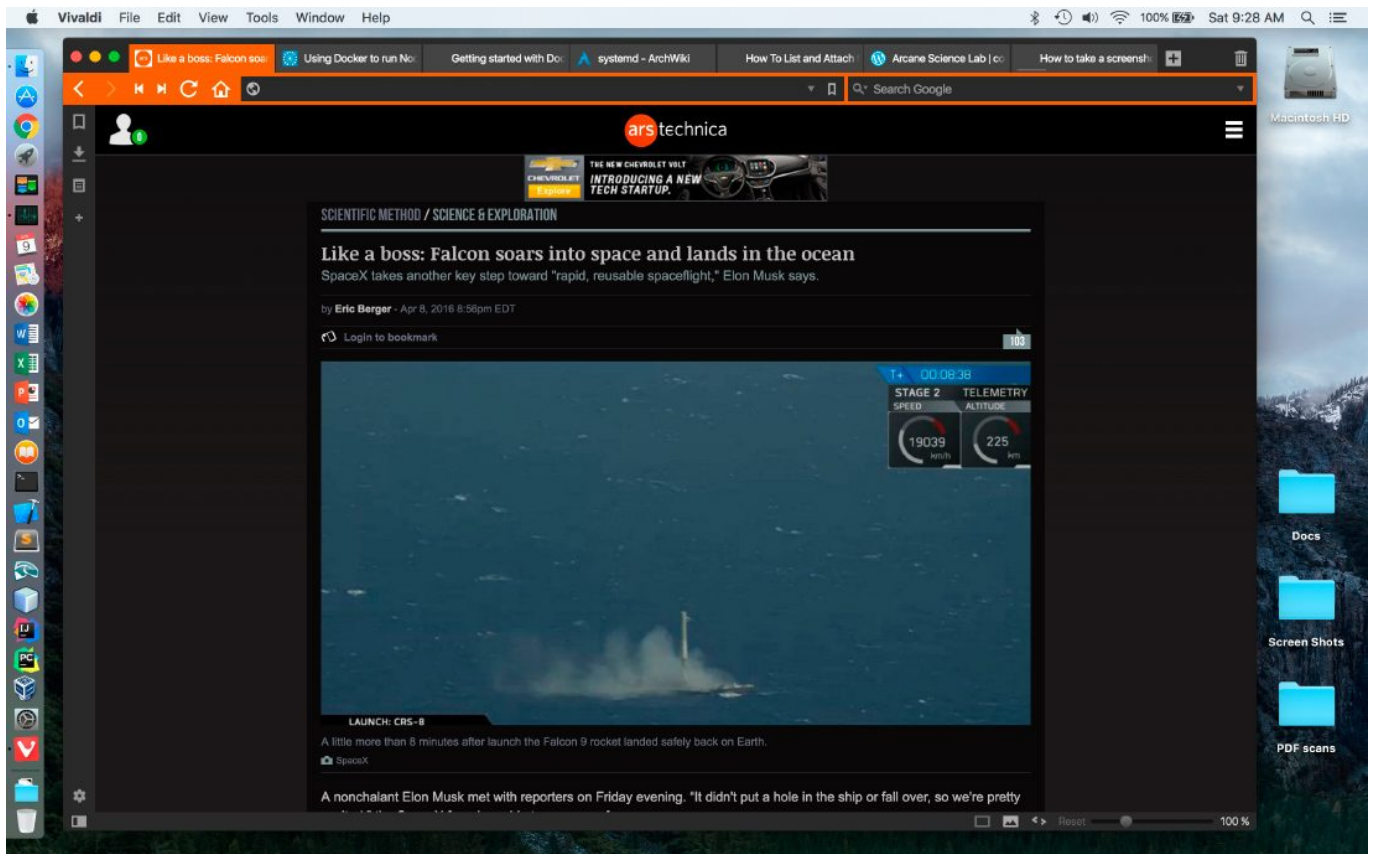 Vivaldi File Edit View Tools Window Help 100% Sat 9:28 AM
Like a boss: Falcon soar Using Docker to run No Getting started with Do systemd - ArchWiki How To List and Attach Arcane Science Lab | co How to take a screensh
Search Google
Macintosh HD
0
ars technica
CHEVROLET
Explore
THE NEW CHEVROLET VOLT
INTRODUCING A NEW
TECH STARTUP.
SCIENTIFIC METHOD / SCIENCE & EXPLORATION
Like a boss: Falcon soars into space and lands in the ocean
SpaceX takes another key step toward "rapid, reusable spaceflight," Elon Musk says.
by Eric Berger - Apr 8, 2016 8:56pm EDT
Login to bookmark
103
T+ 00:08:38
STAGE 2 TELEMETRY
SPEED ALTITUDE
19039 225
km/h km
LAUNCH: CRS-8
A little more than 8 minutes after launch the Falcon 9 rocket landed safely back on Earth.
SpaceX
A nonchalant Elon Musk met with reporters on Friday evening. "It didn't put a hole in the ship or fall over, so we're pretty
Reset 100 %
9
W
X
P
O
S
IJ
PC
Docs
Screen Shots
PDF scans